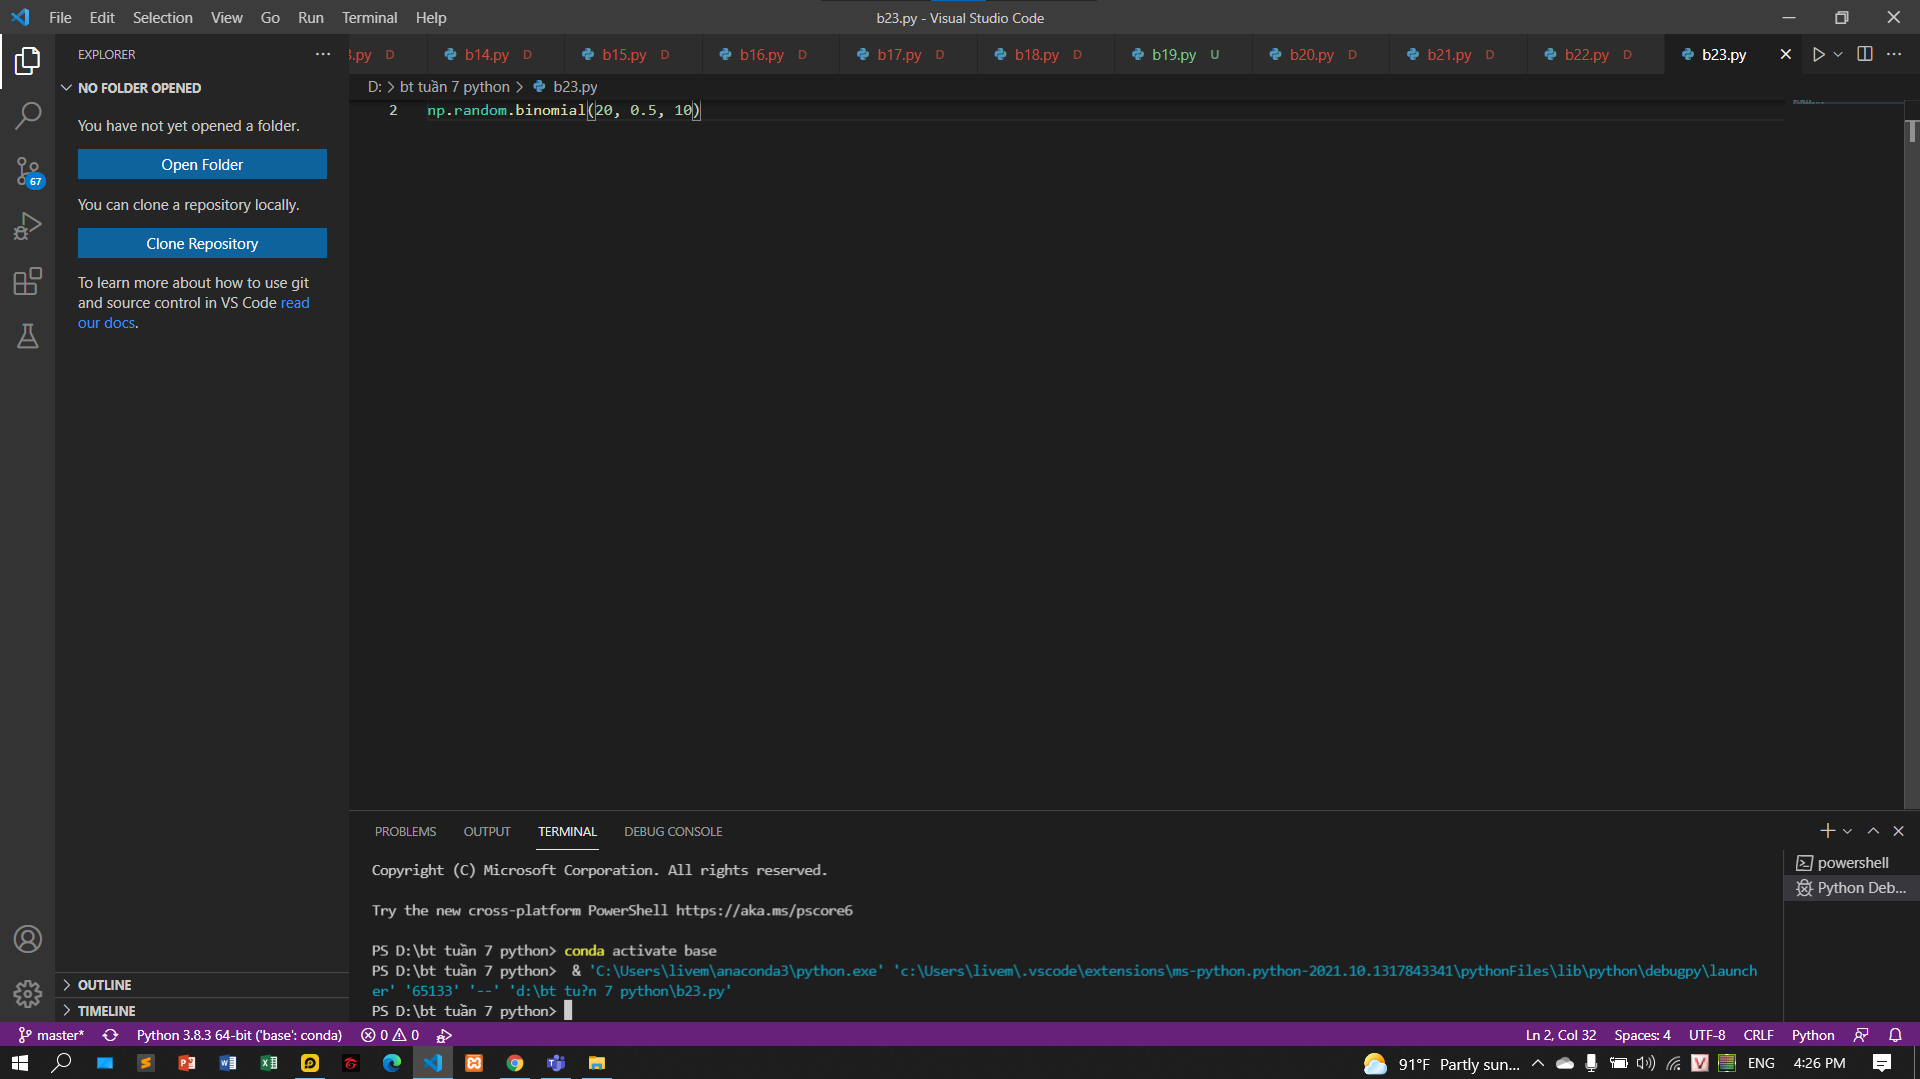 File Edit Selection View Go Run Terminal Help
b23.py - Visual Studio Code
EXPLORER
3.py D b14.py D b15.py D b16.py D b17.py D b18.py D b19.py U b20.py D b21.py D b22.py D b23.py
D: > bt tuần 7 python > b23.py
NO FOLDER OPENED
You have not yet opened a folder.
Open Folder
You can clone a repository locally.
Clone Repository
To learn more about how to use git
and source control in VS Code read
our docs.
67
OUTLINE
TIMELINE
2 np.random.binomial(20, 0.5, 10)
PROBLEMS OUTPUT TERMINAL DEBUG CONSOLE
Copyright (C) Microsoft Corporation. All rights reserved.
Try the new cross-platform PowerShell https://aka.ms/pscore6
PS D:\bt tuần 7 python> conda activate base
PS D:\bt tuần 7 python>  & 'C:\Users\livem\anaconda3\python.exe' 'c:\Users\livem\.vscode\extensions\ms-python.python-2021.10.1317843341\pythonFiles\lib\python\debugpy\launch
er' '65133' '--' 'd:\bt tu?n 7 python\b23.py'
PS D:\bt tuần 7 python>
powershell
Python Deb...
master* Python 3.8.3 64-bit ('base': conda) 0 0
Ln 2, Col 32 Spaces: 4 UTF-8 CRLF Python
91°F Partly sun... ENG 4:26 PM